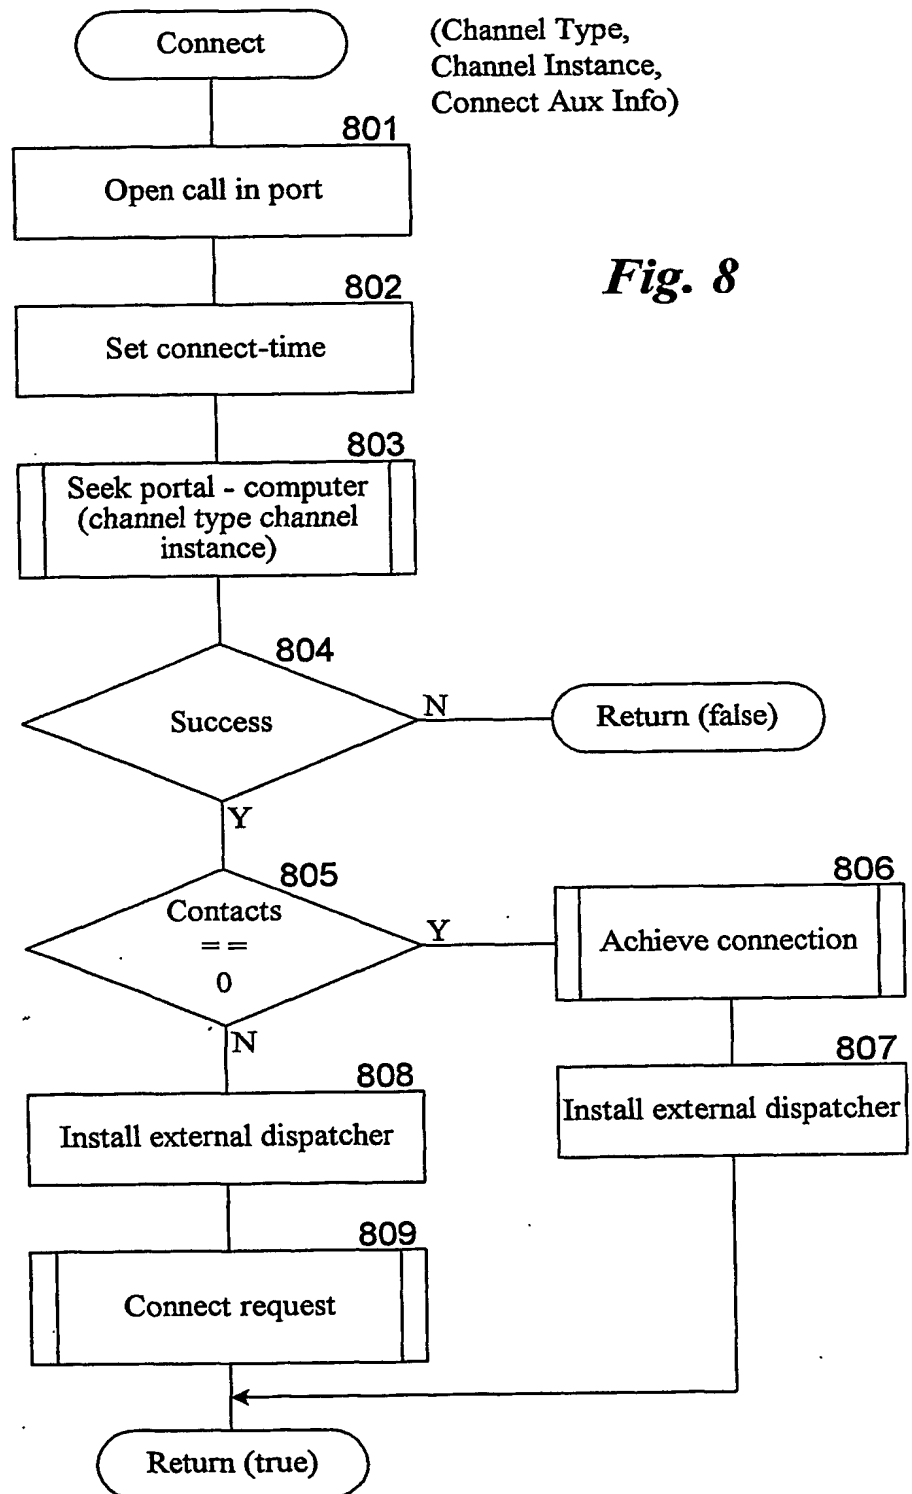 Connect
(Channel Type,
Channel Instance,
Connect Aux Info)
801
Open call in port
Fig. 8
802
Set connect-time
803
Seek portal - computer
(channel type channel
instance)
804
Success
N
Return (false)
Y
805
Contacts
==
0
Y
806
Achieve connection
N
807
Install external dispatcher
808
Install external dispatcher
809
Connect request
Return (true)